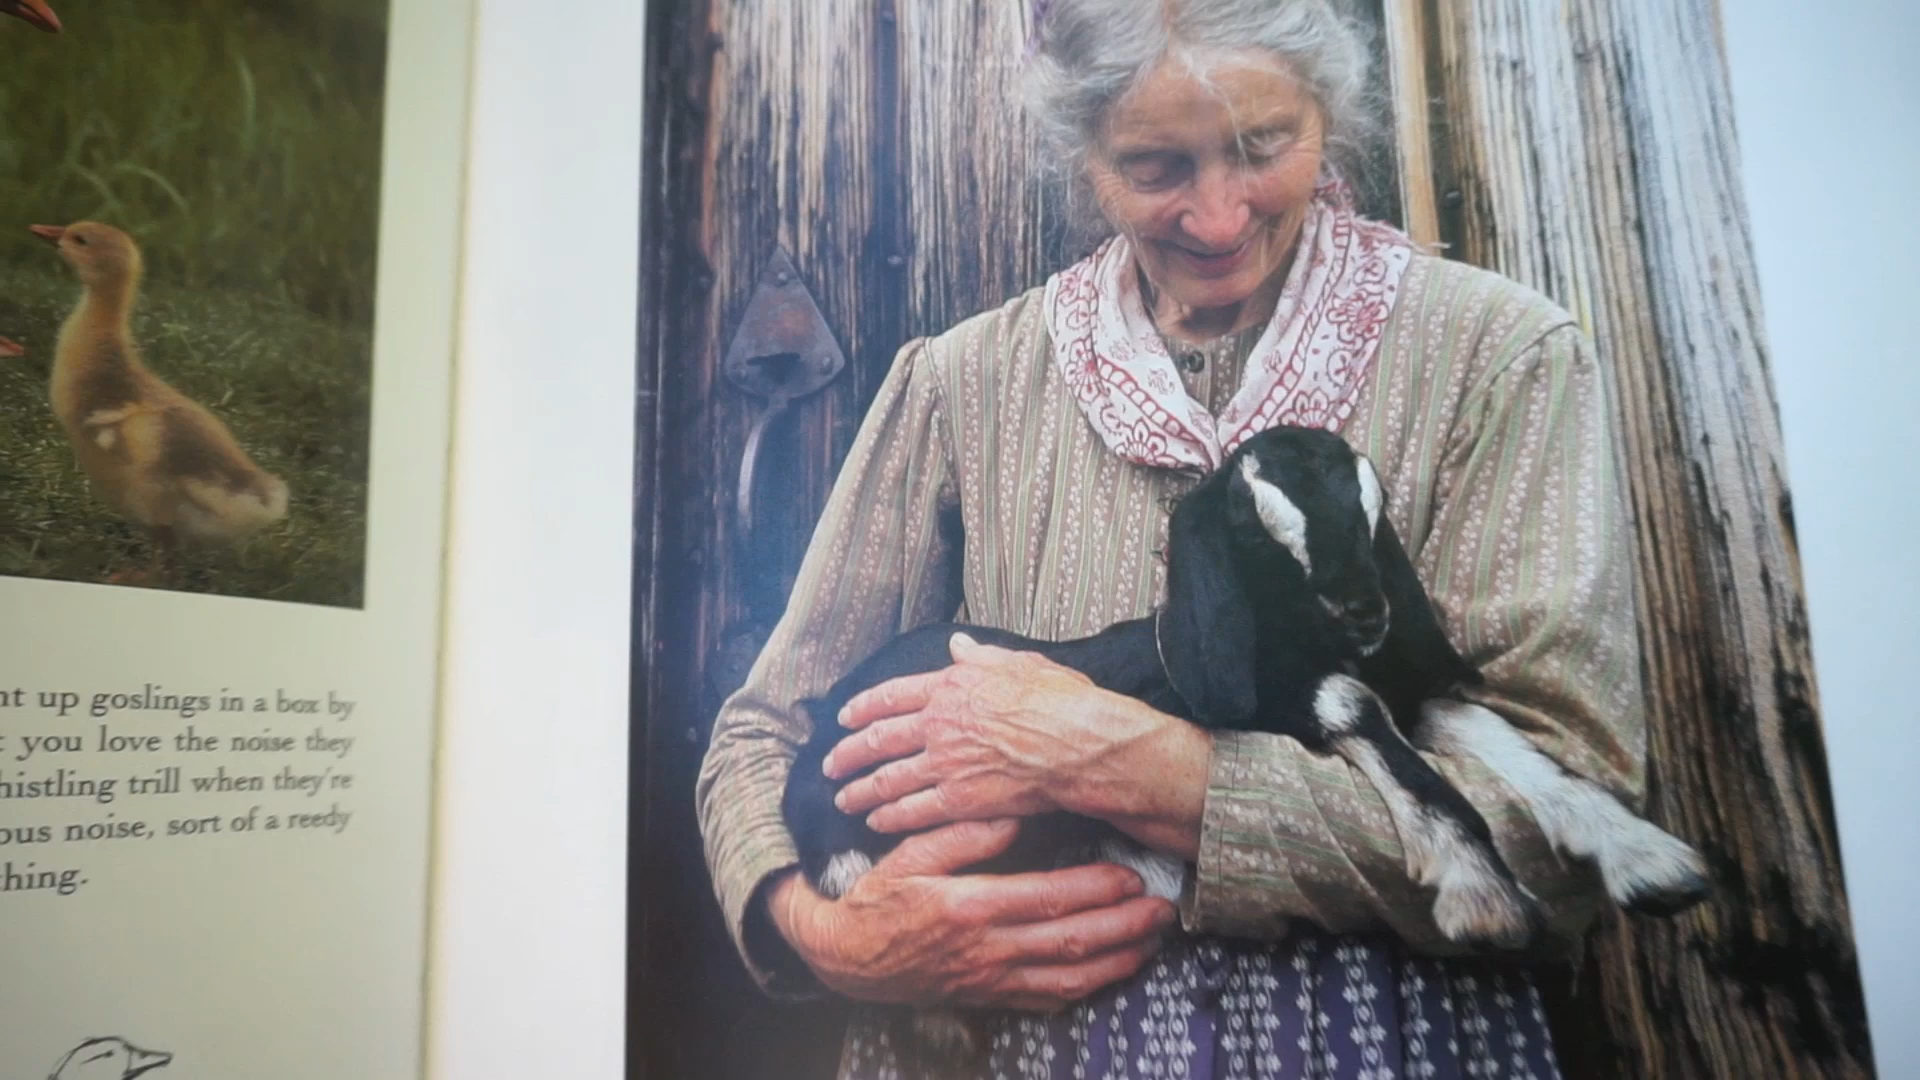 nt up goslings in a box by
t you love the noise they
histling trill when they're
ous noise, sort of a reedy
thing.